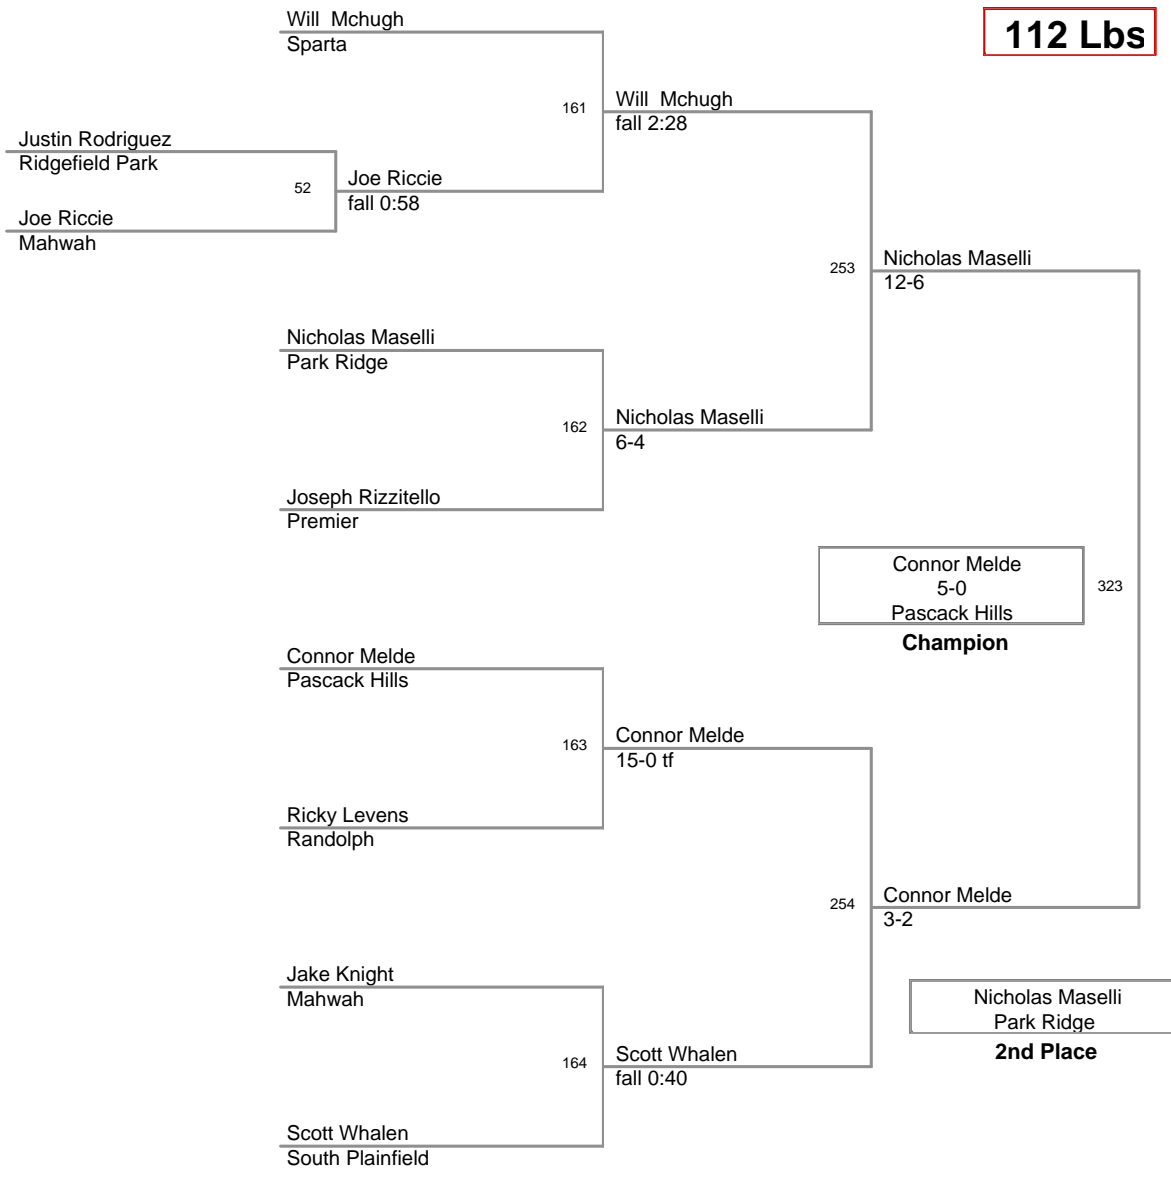 Will  Mchugh
Sparta
112 Lbs
161
Will  Mchugh
fall 2:28
Justin Rodriguez
Ridgefield Park
52
Joe Riccie
fall 0:58
Joe Riccie
Mahwah
253
Nicholas Maselli
12-6
Nicholas Maselli
Park Ridge
162
Nicholas Maselli
6-4
Joseph Rizzitello
Premier
Connor Melde
5-0
Pascack Hills
323
Champion
Connor Melde
Pascack Hills
163
Connor Melde
15-0 tf
Ricky Levens
Randolph
254
Connor Melde
3-2
Jake Knight
Mahwah
Nicholas Maselli
Park Ridge
2nd Place
164
Scott Whalen
fall 0:40
Scott Whalen
South Plainfield